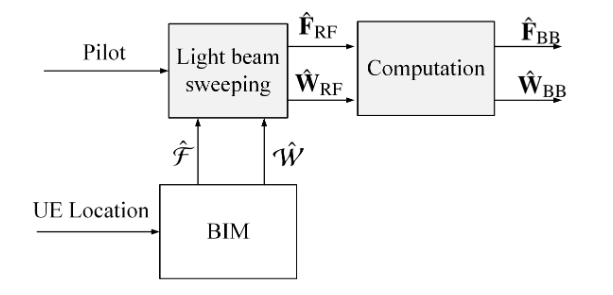 Pilot
Light beam
sweeping
F̂_RF
Ŵ_RF
Computation
F̂_BB
Ŵ_BB
ℱ̂
𝒲̂
UE Location
BIM